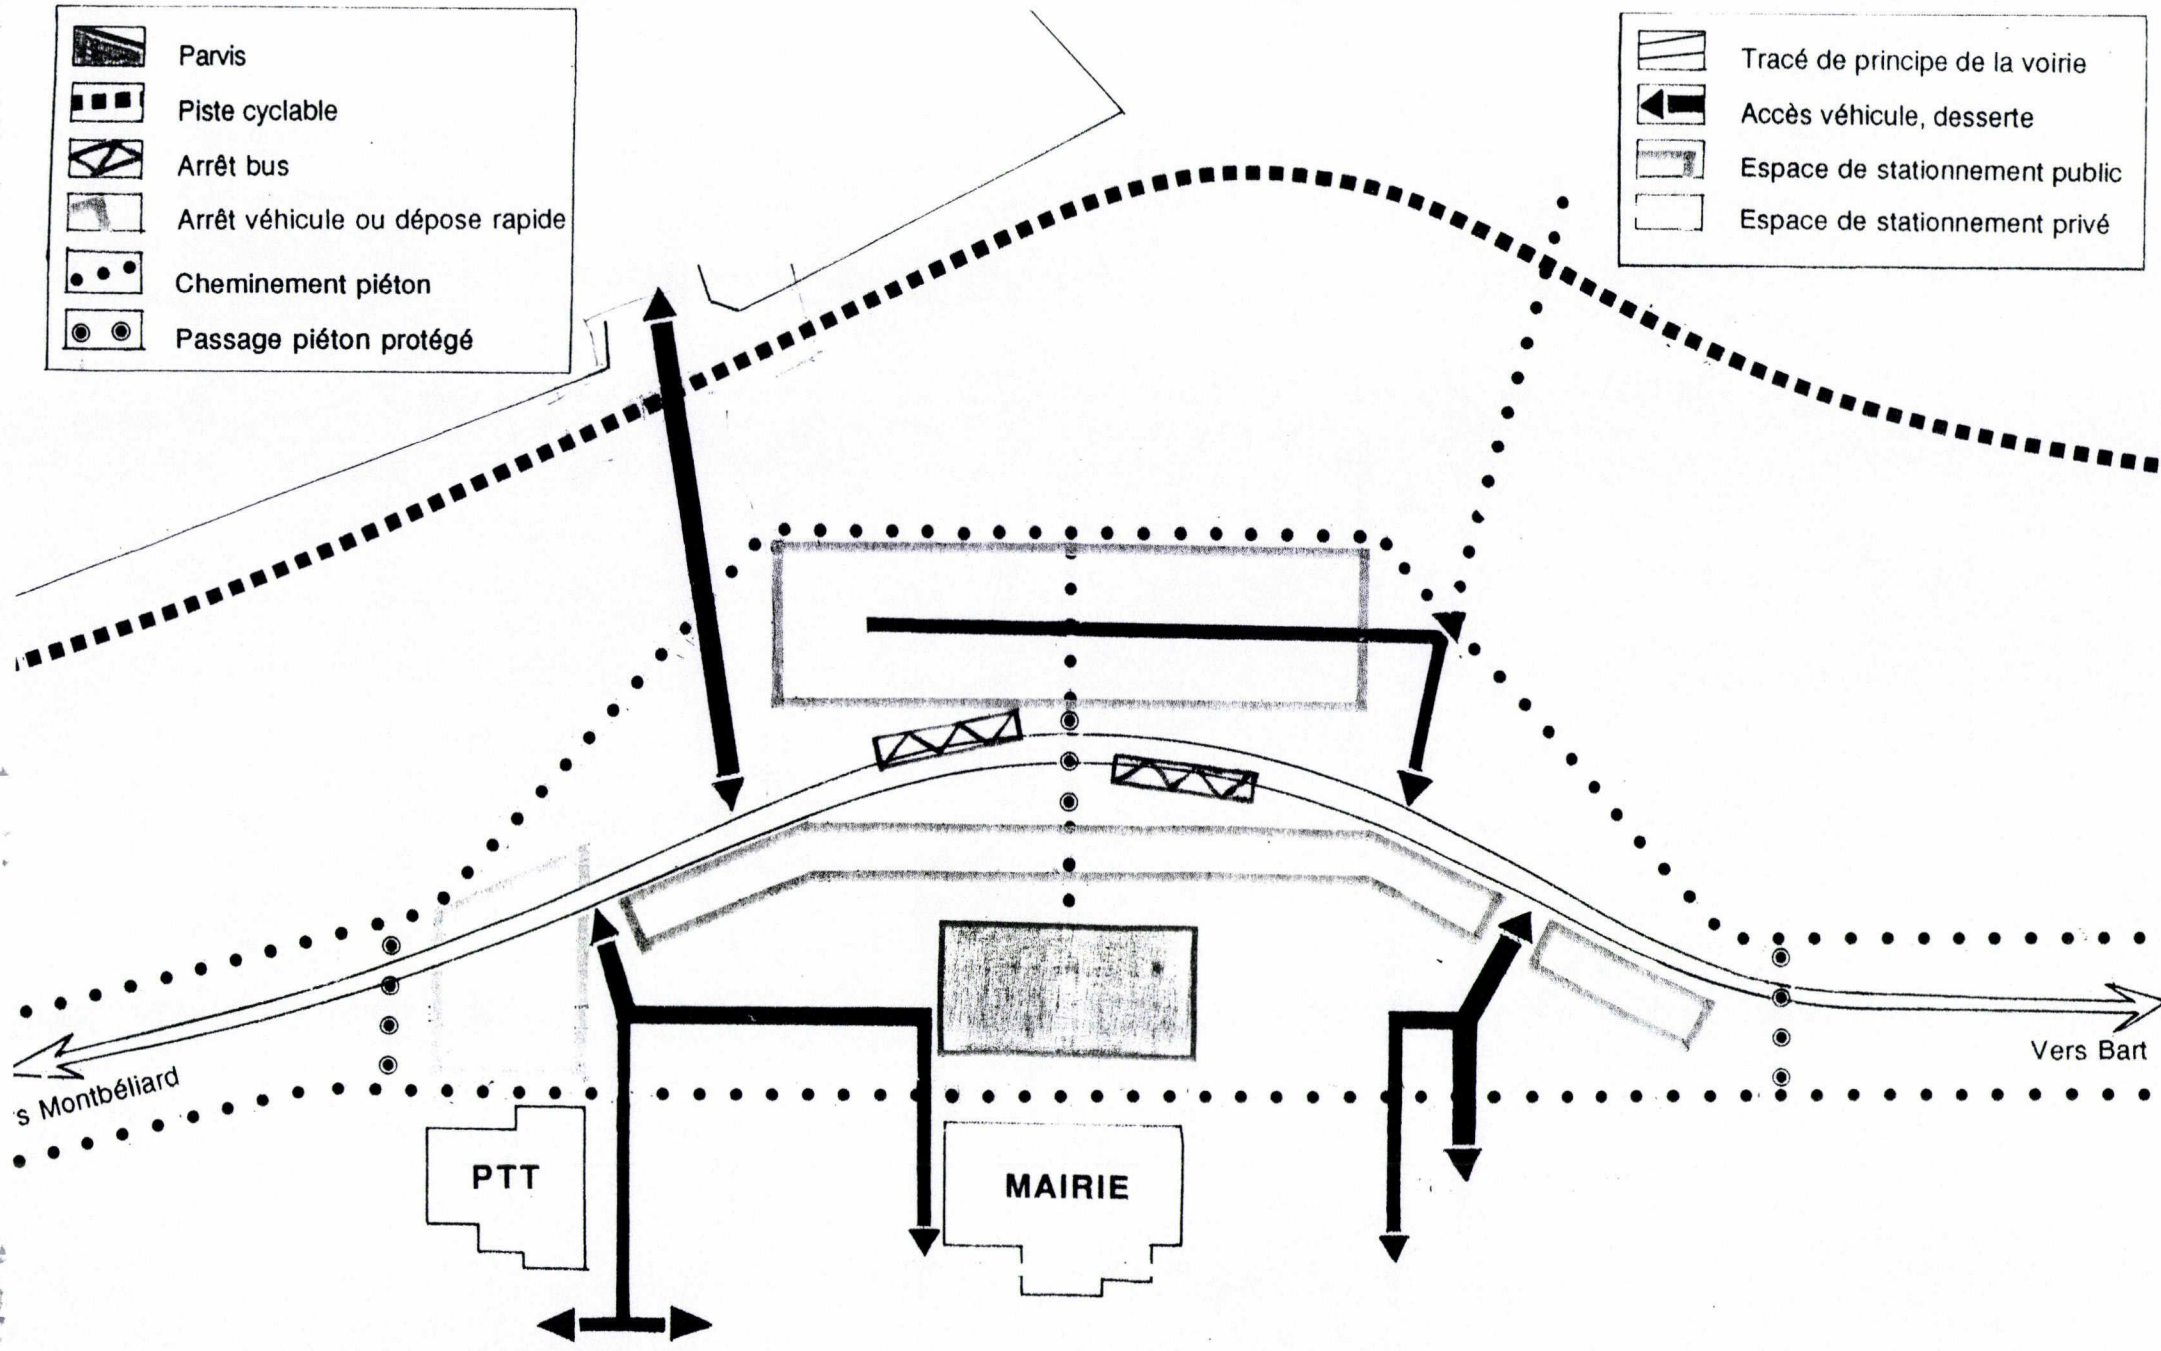 Parvis
Piste cyclable
Arrêt bus
Arrêt véhicule ou dépose rapide
Cheminement piéton
Passage piéton protégé
Tracé de principe de la voirie
Accès véhicule, desserte
Espace de stationnement public
Espace de stationnement privé
s Montbéliard
Vers Bart
PTT
MAIRIE